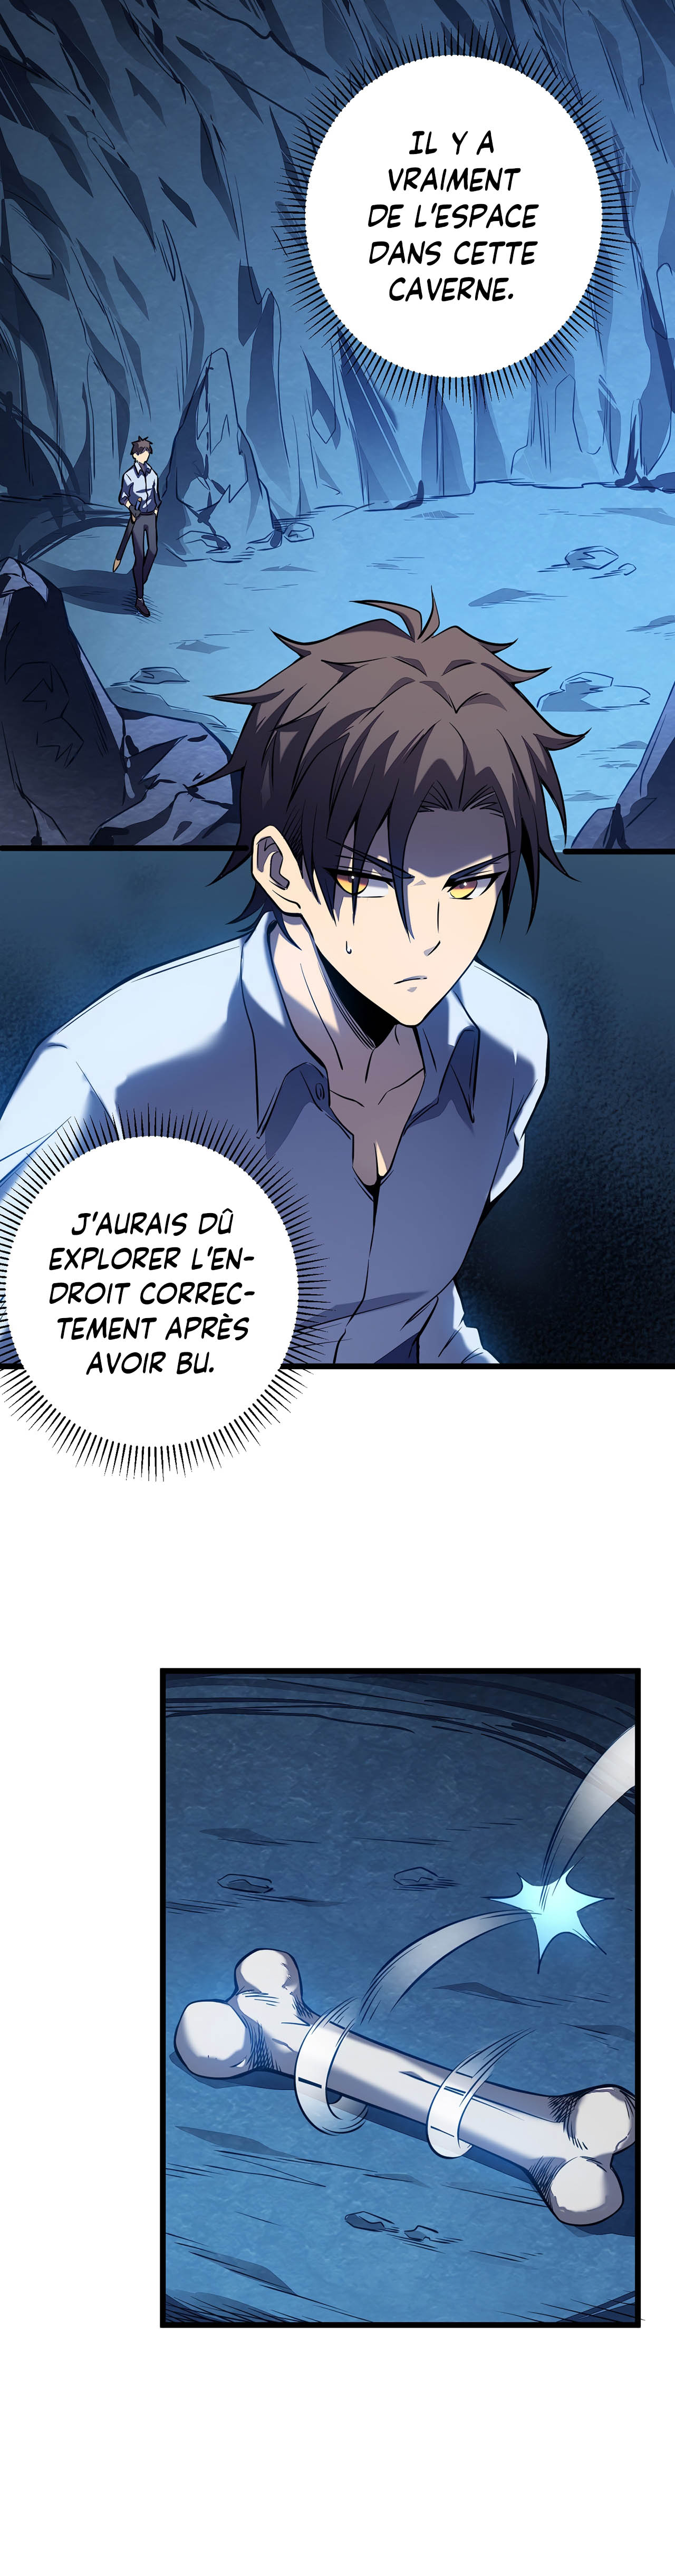 IL Y A
VRAIMENT
DE L'ESPACE
DANS CETTE
CAVERNE.
J'AURAIS DÛ
EXPLORER L'EN-
DROIT CORREC-
TEMENT APRÈS
AVOIR BU.